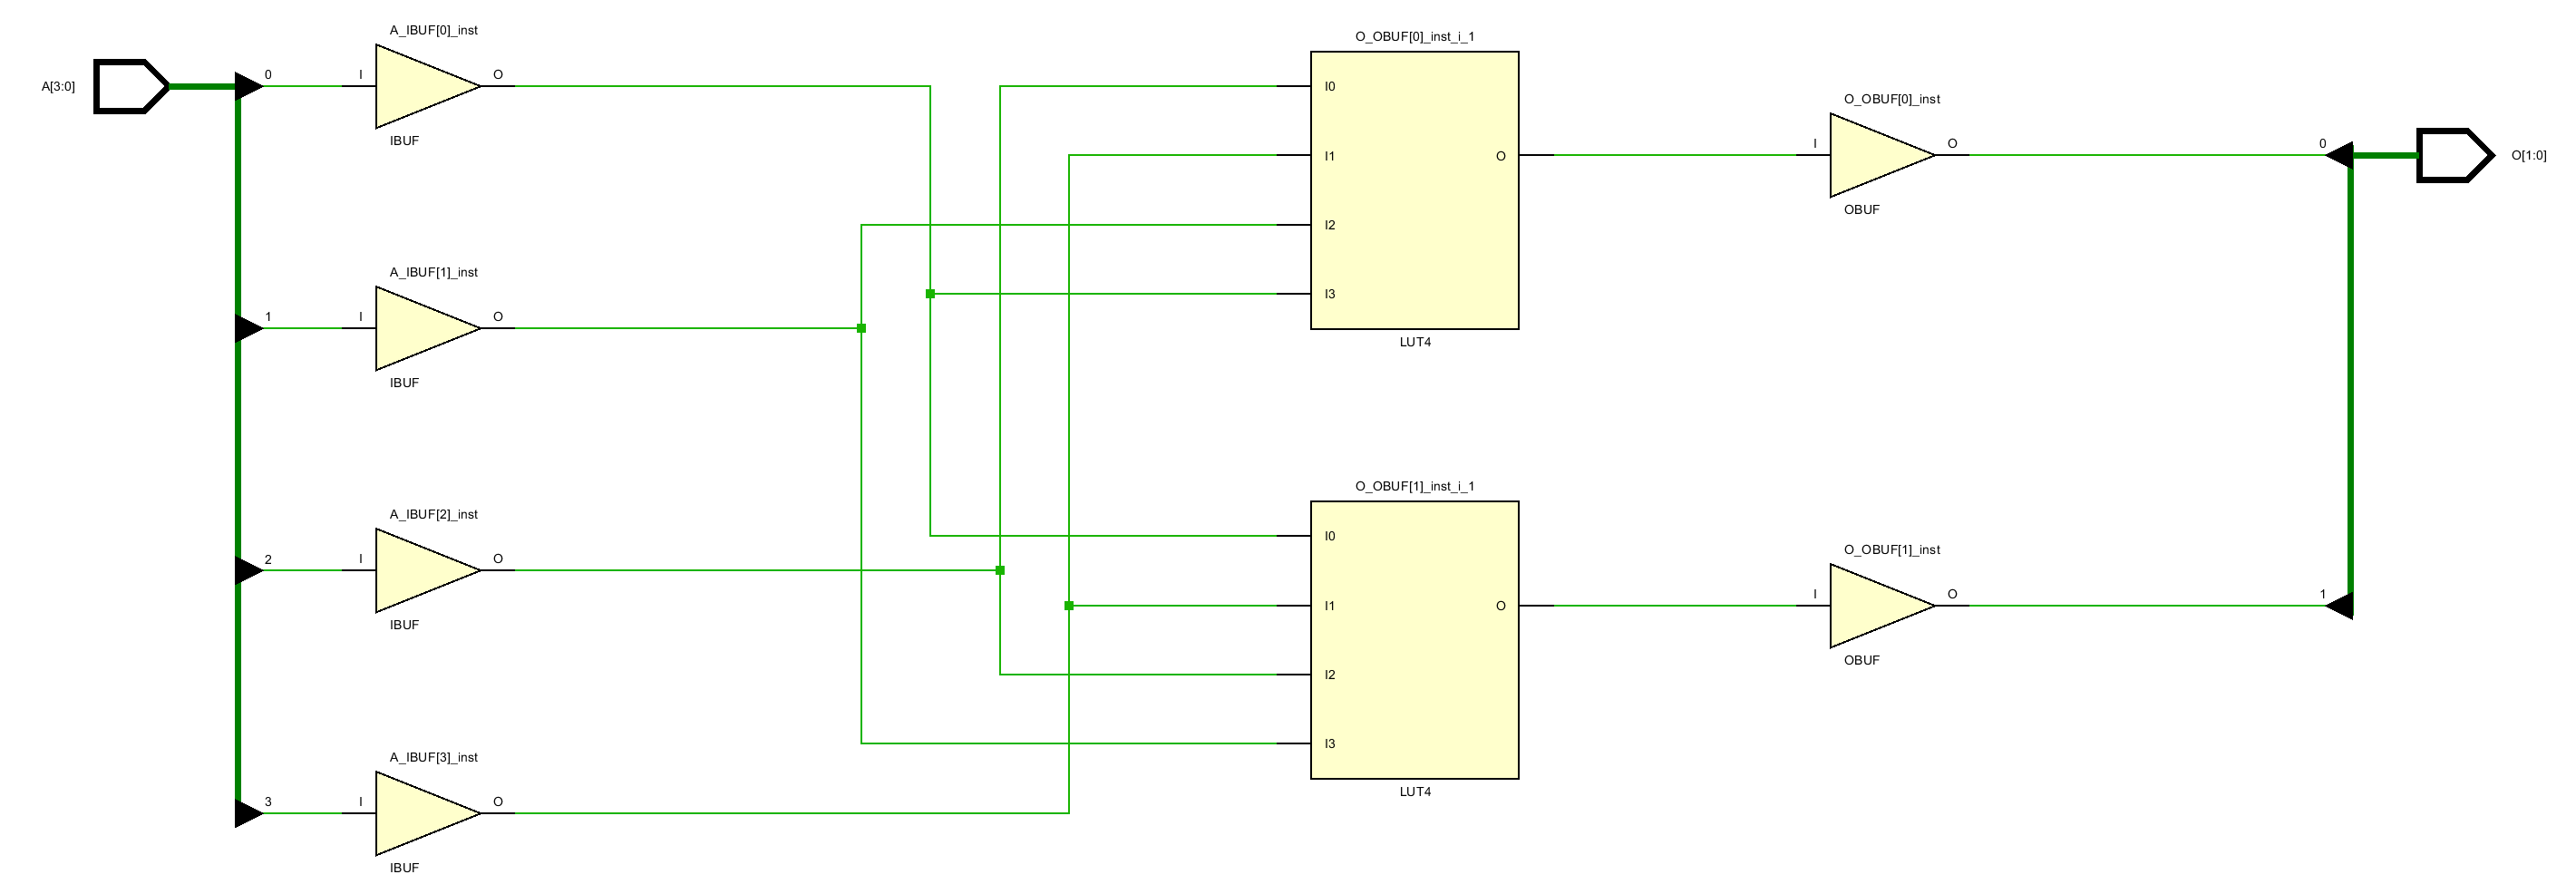 A[3:0]
A_IBUF[0]_inst
0
I
O
IBUF
A_IBUF[1]_inst
1
I
O
IBUF
A_IBUF[2]_inst
2
I
O
IBUF
A_IBUF[3]_inst
3
I
O
IBUF
O_OBUF[0]_inst_i_1
I0
I1
O
I2
I3
LUT4
O_OBUF[1]_inst_i_1
I0
I1
O
I2
I3
LUT4
O_OBUF[0]_inst
I
O
OBUF
O_OBUF[1]_inst
I
O
OBUF
0
O[1:0]
1